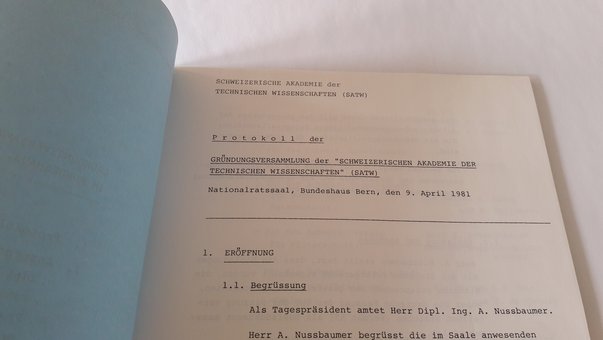 SCHWEIZERISCHE AKADEMIE der
TECHNISCHEN WISSENSCHAFTEN (SATW)
P r o t o k o l l der
GRÜNDUNGSVERSAMMLUNG der "SCHWEIZERISCHEN AKADEMIE DER
TECHNISCHEN WISSENSCHAFTEN" (SATW)
Nationalratssaal, Bundeshaus Bern, den 9. April 1981
1. ERÖFFNUNG
1.1. Begrüssung
Als Tagespräsident amtet Herr Dipl. Ing. A. Nussbaumer.
Herr A. Nussbaumer begrüsst die im Saale anwesenden